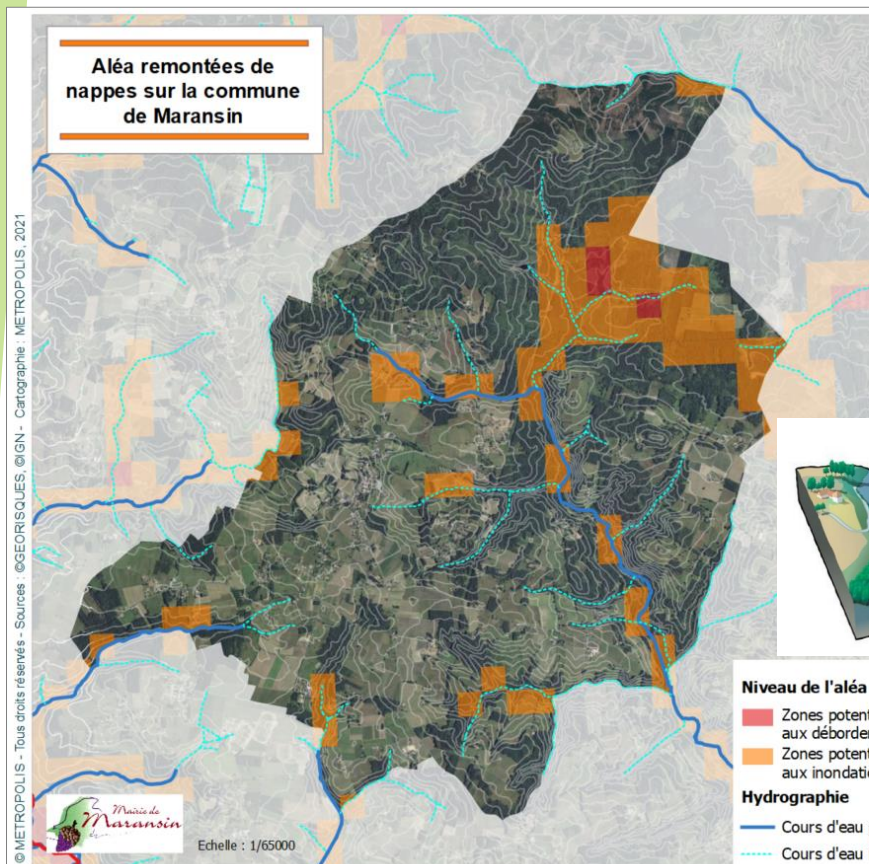 Aléa remontées de
nappes sur la commune
de Maransin
© METROPOLIS - Tous droits réservés - Sources : ©GEORISQUES, ©IGN - Cartographie : METROPOLIS, 2021
Niveau de l'aléa
Zones potent
aux déborder
Zones potent
aux inondatio
Hydrographie
Cours d'eau
Cours d'eau
Mairie de
Maransin
Echelle : 1/65000